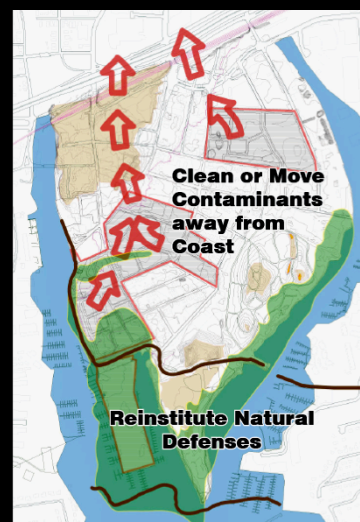 Clean or Move
Contaminants
away from
Coast
Reinstitute Natural
Defenses